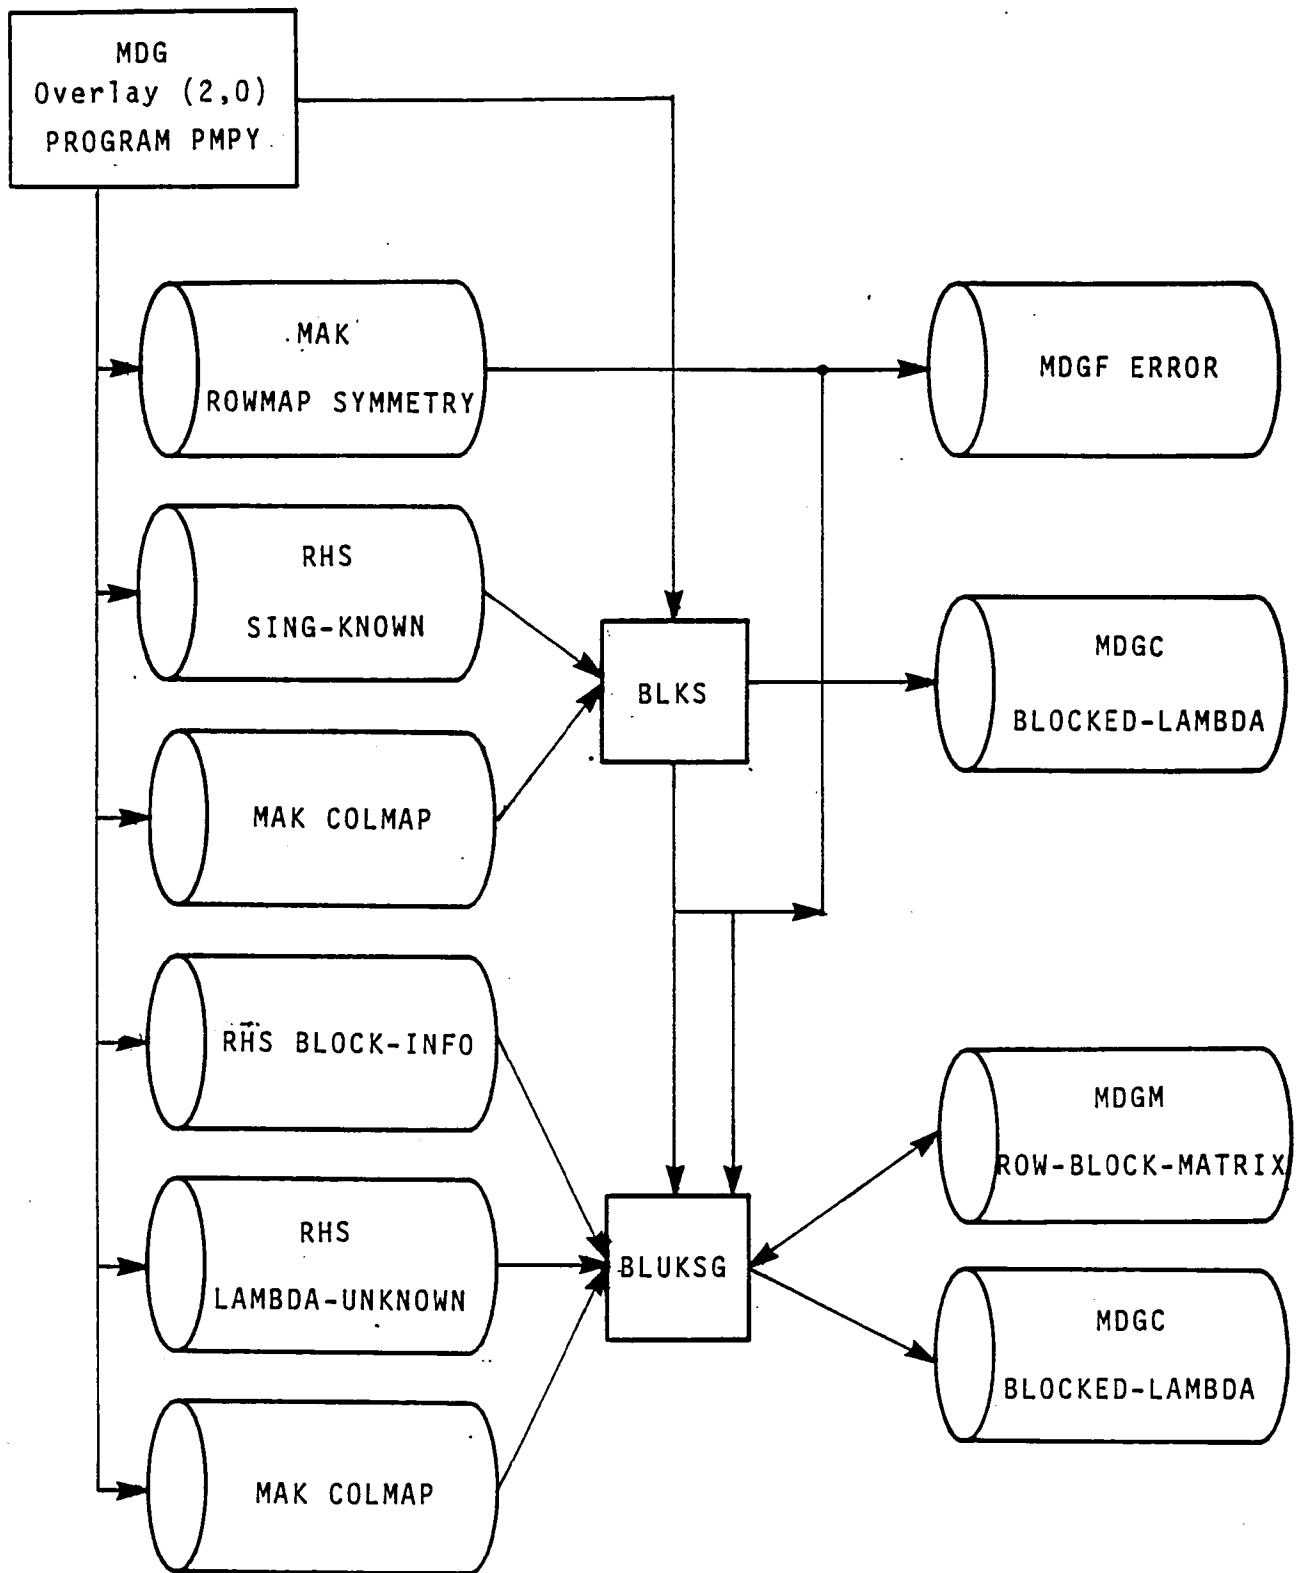 MDG
Overlay (2,0)
PROGRAM PMPY
MAK
ROWMAP SYMMETRY
MDGF ERROR
RHS
SING-KNOWN
BLKS
MDGC
BLOCKED-LAMBDA
MAK COLMAP
RHS BLOCK-INFO
MDGM
ROW-BLOCK-MATRIX
RHS
LAMBDA-UNKNOWN
BLUKSG
MDGC
BLOCKED-LAMBDA
MAK COLMAP